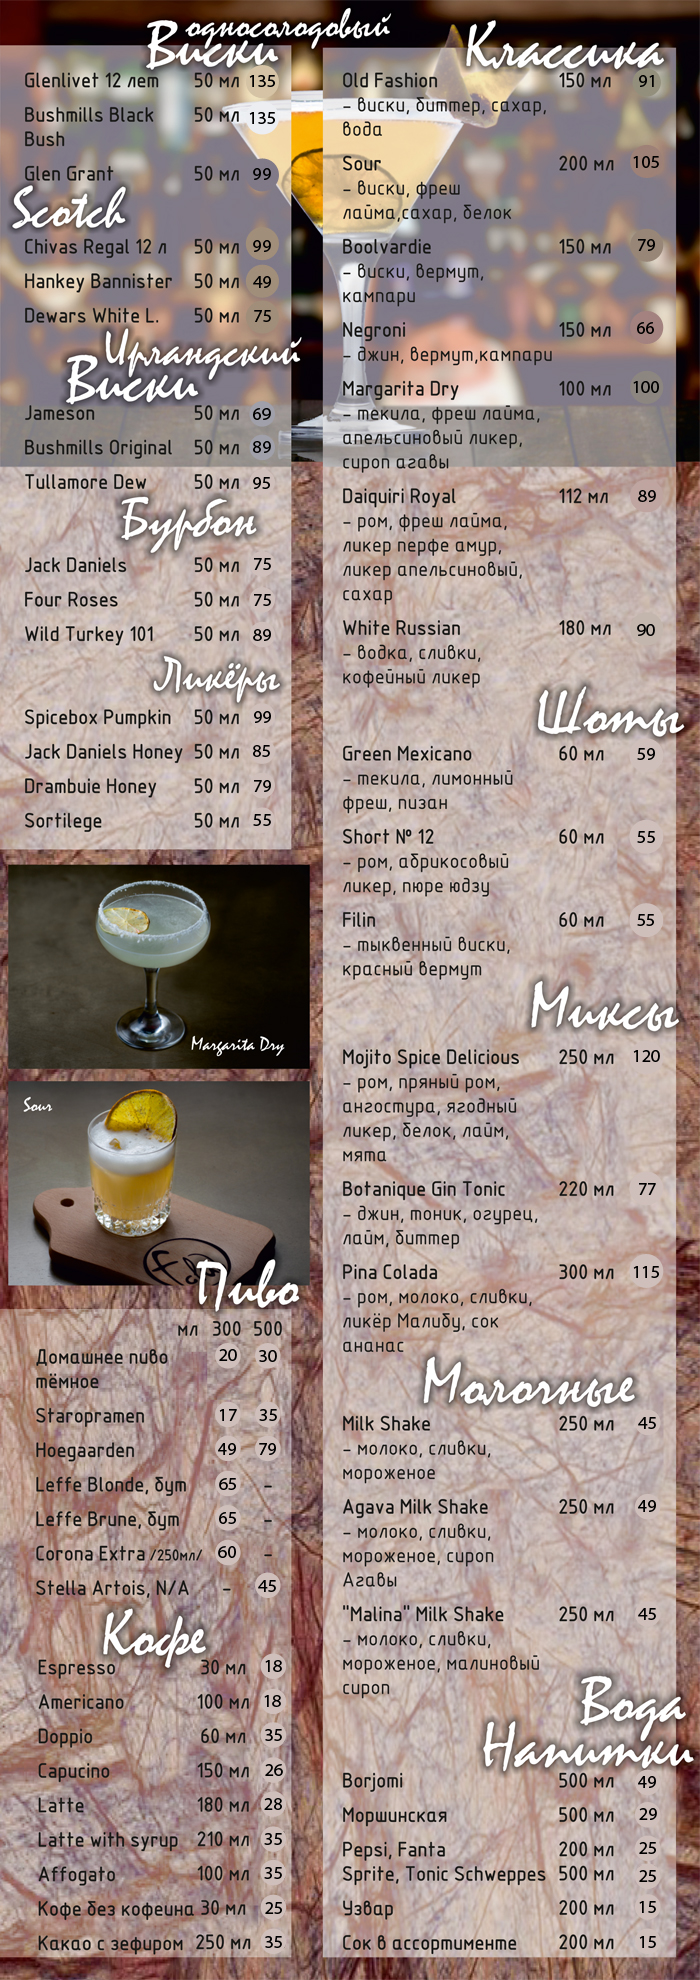 Виски односолодовый
Glenlivet 12 лет 50 мл 135
Bushmills Black 50 мл 135
Bush
Glen Grant 50 мл 99
Scotch
Chivas Regal 12 л 50 мл 99
Hankey Bannister 50 мл 49
Dewars White L. 50 мл 75
Ирландский
Виски
Jameson 50 мл 69
Bushmills Original 50 мл 89
Tullamore Dew 50 мл 95
Бурбон
Jack Daniels 50 мл 75
Four Roses 50 мл 75
Wild Turkey 101 50 мл 89
Ликёры
Spicebox Pumpkin 50 мл 99
Jack Daniels Honey 50 мл 85
Drambuie Honey 50 мл 79
Sortilege 50 мл 55
Margarita Dry
Sour
Пиво
мл 300 500
Домашнее пиво 20 30
тёмное
Staropramen 17 35
Hoegaarden 49 79
Leffe Blonde, бут 65 -
Leffe Brune, бут 65 -
Corona Extra /250мл/ 60 -
Stella Artois, N/A - 45
Кофе
Espresso 30 мл 18
Americano 100 мл 18
Doppio 60 мл 35
Capucino 150 мл 26
Latte 180 мл 28
Latte with syrup 210 мл 35
Affogato 100 мл 35
Кофе без кофеина 30 мл 25
Какао с зефиром 250 мл 35
Классика
Old Fashion 150 мл 91
- виски, биттер, сахар,
вода
Sour 200 мл 105
- виски, фреш
лайма,сахар, белок
Boolvardie 150 мл 79
- виски, вермут,
кампари
Negroni 150 мл 66
- джин, вермут,кампари
Margarita Dry 100 мл 100
- текила, фреш лайма,
апельсиновый ликер,
сироп агавы
Daiquiri Royal 112 мл 89
- ром, фреш лайма,
ликер перфе амур,
ликер апельсиновый,
сахар
White Russian 180 мл 90
- водка, сливки,
кофейный ликер
Шоты
Green Mexicano 60 мл 59
- текила, лимонный
фреш, пизан
Short № 12 60 мл 55
- ром, абрикосовый
ликер, пюре юдзу
Filin 60 мл 55
- тыквенный виски,
красный вермут
Миксы
Mojito Spice Delicious 250 мл 120
- ром, пряный ром,
ангостура, ягодный
ликер, белок, лайм,
мята
Botanique Gin Tonic 220 мл 77
- джин, тоник, огурец,
лайм, биттер
Pina Colada 300 мл 115
- ром, молоко, сливки,
ликёр Малибу, сок
ананас
Молочные
Milk Shake 250 мл 45
- молоко, сливки,
мороженое
Agava Milk Shake 250 мл 49
- молоко, сливки,
мороженое, сироп
Агавы
"Malina" Milk Shake 250 мл 45
- молоко, сливки,
мороженое, малиновый
сироп
Вода
Напитки
Borjomi 500 мл 49
Моршинская 500 мл 29
Pepsi, Fanta 200 мл 25
Sprite, Tonic Schweppes 500 мл 25
Узвар 200 мл 15
Сок в ассортименте 200 мл 15